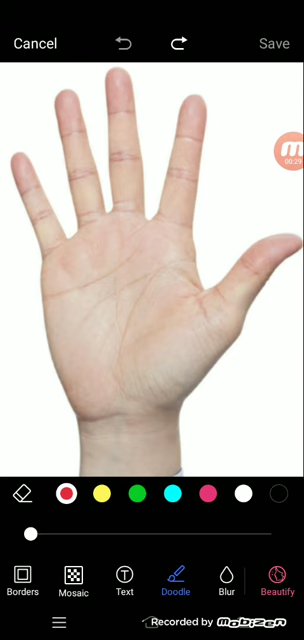 Cancel
Save
00:29
Borders
Mosaic
Text
Doodle
Blur
Beautify
Recorded by mobizen